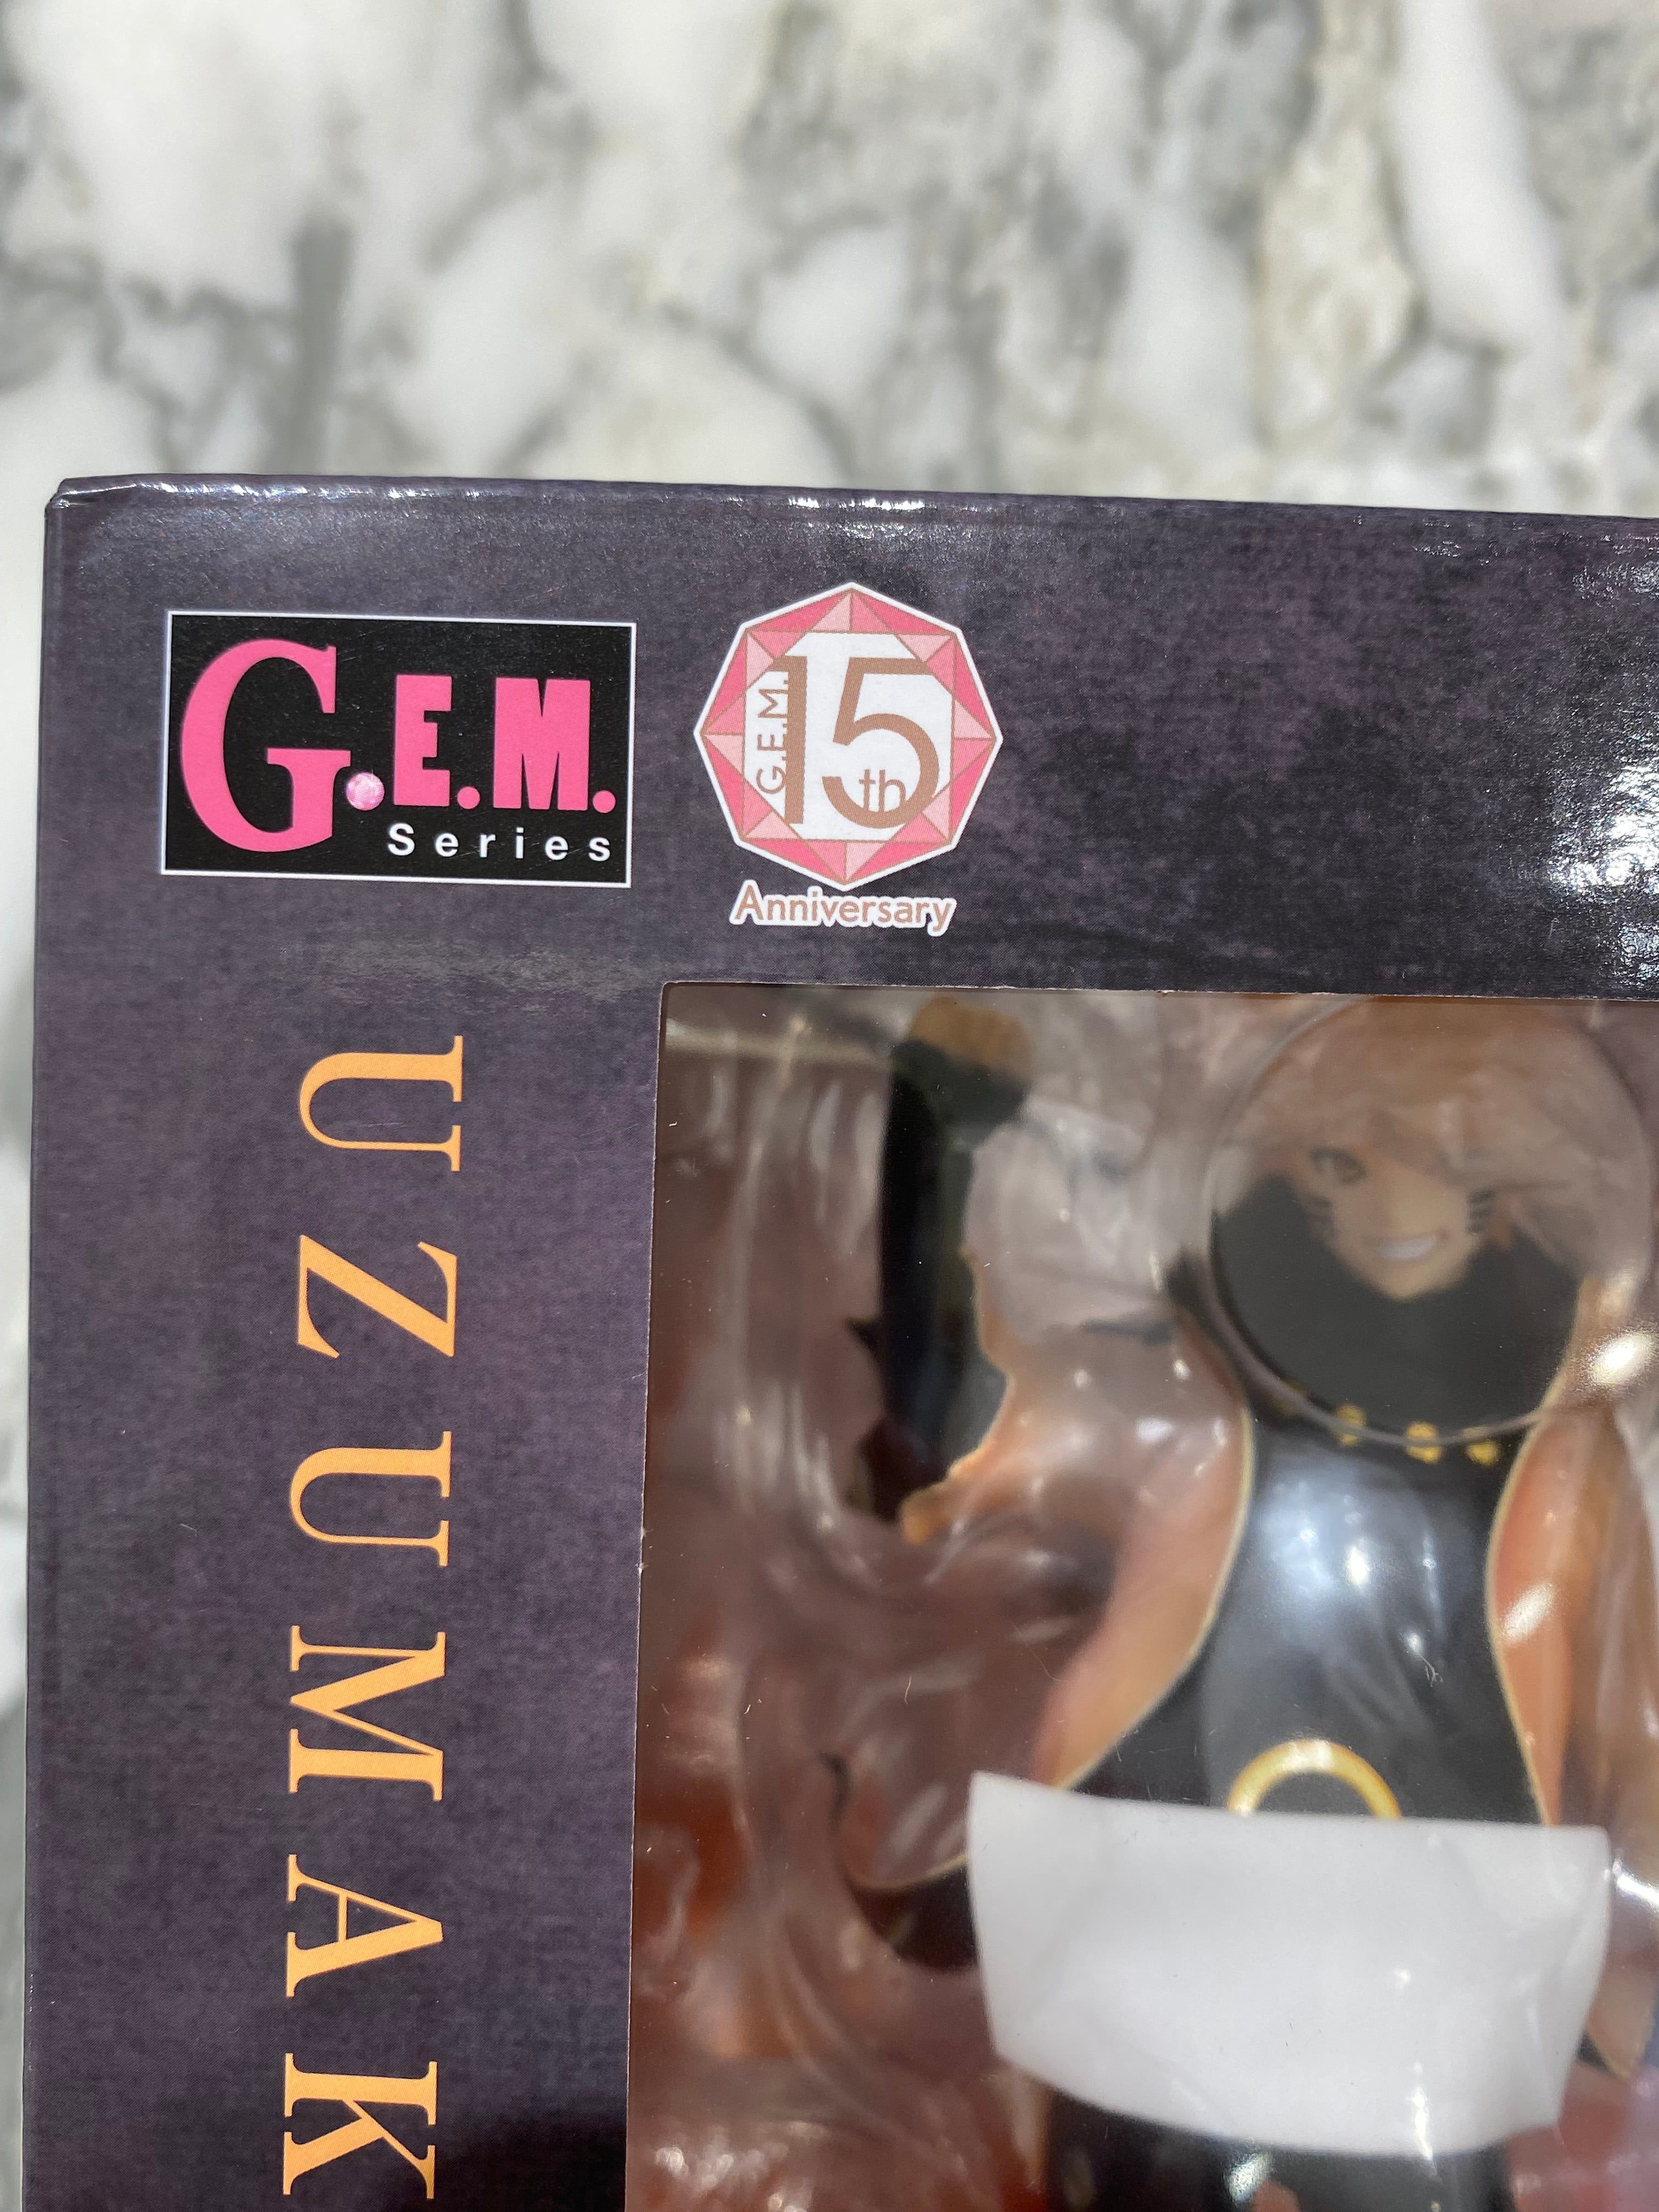 G.E.M.
Series
G.E.M.
15th
Anniversary
UZUMAK